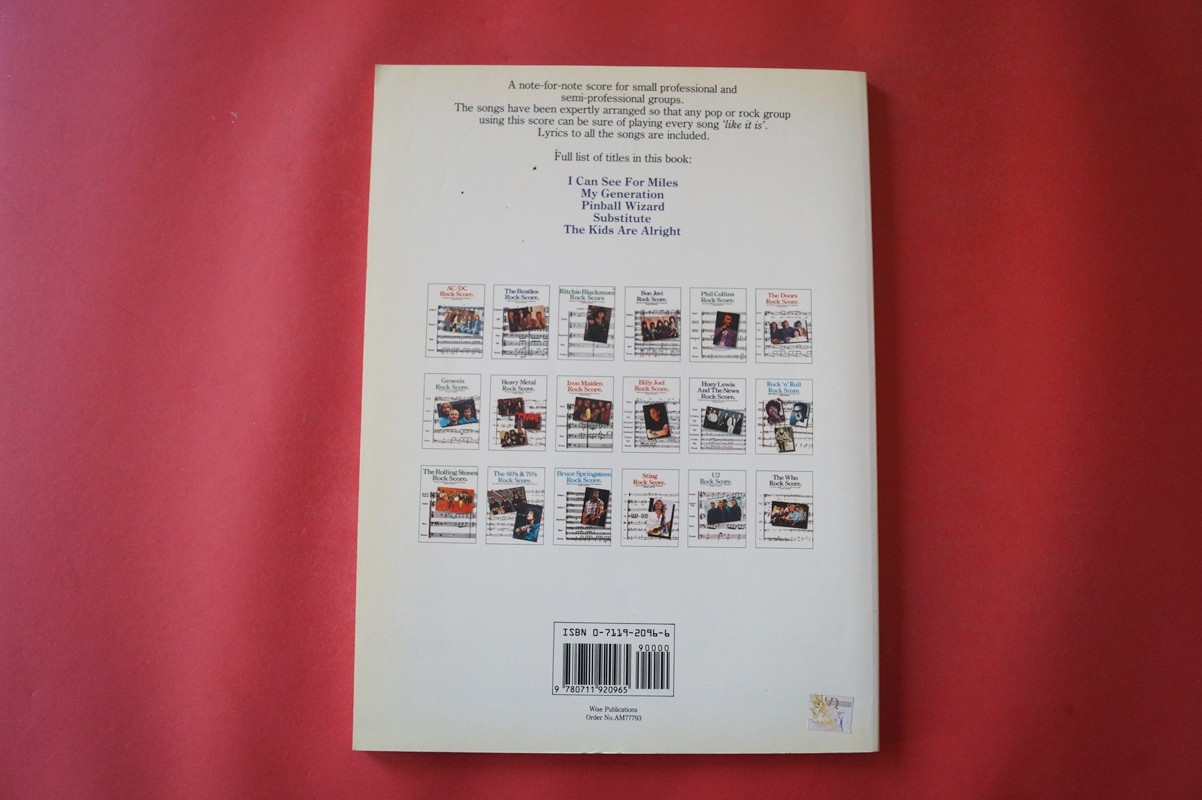 A note-for-note score for small professional and
semi-professional groups.
The songs have been expertly arranged so that any pop or rock group
using this score can be sure of playing every song 'like it is'.
Lyrics to all the songs are included.
Full list of titles in this book:
I Can See For Miles
My Generation
Pinball Wizard
Substitute
The Kids Are Alright
AC/DC
Rock Score.
The Beatles
Rock Score.
Ritchie Blackmore
Rock Score
Bon Jovi
Rock Score.
Phil Collins
Rock Score.
The Doors
Rock Score.
Genesis
Rock Score.
Heavy Metal
Rock Score.
Iron Maiden
Rock Score.
Billy Joel
Rock Score.
Huey Lewis
And The News
Rock Score.
Rock 'n' Roll
Rock Score.
The Rolling Stones
Rock Score.
The 60's & 70's
Rock Score.
Bruce Springsteen
Rock Score.
Sting
Rock Score.
U2
Rock Score.
The Who
Rock Score.
ISBN 0-7119-2096-6
90000
9 780711 920965
Wise Publications
Order No.AM77793